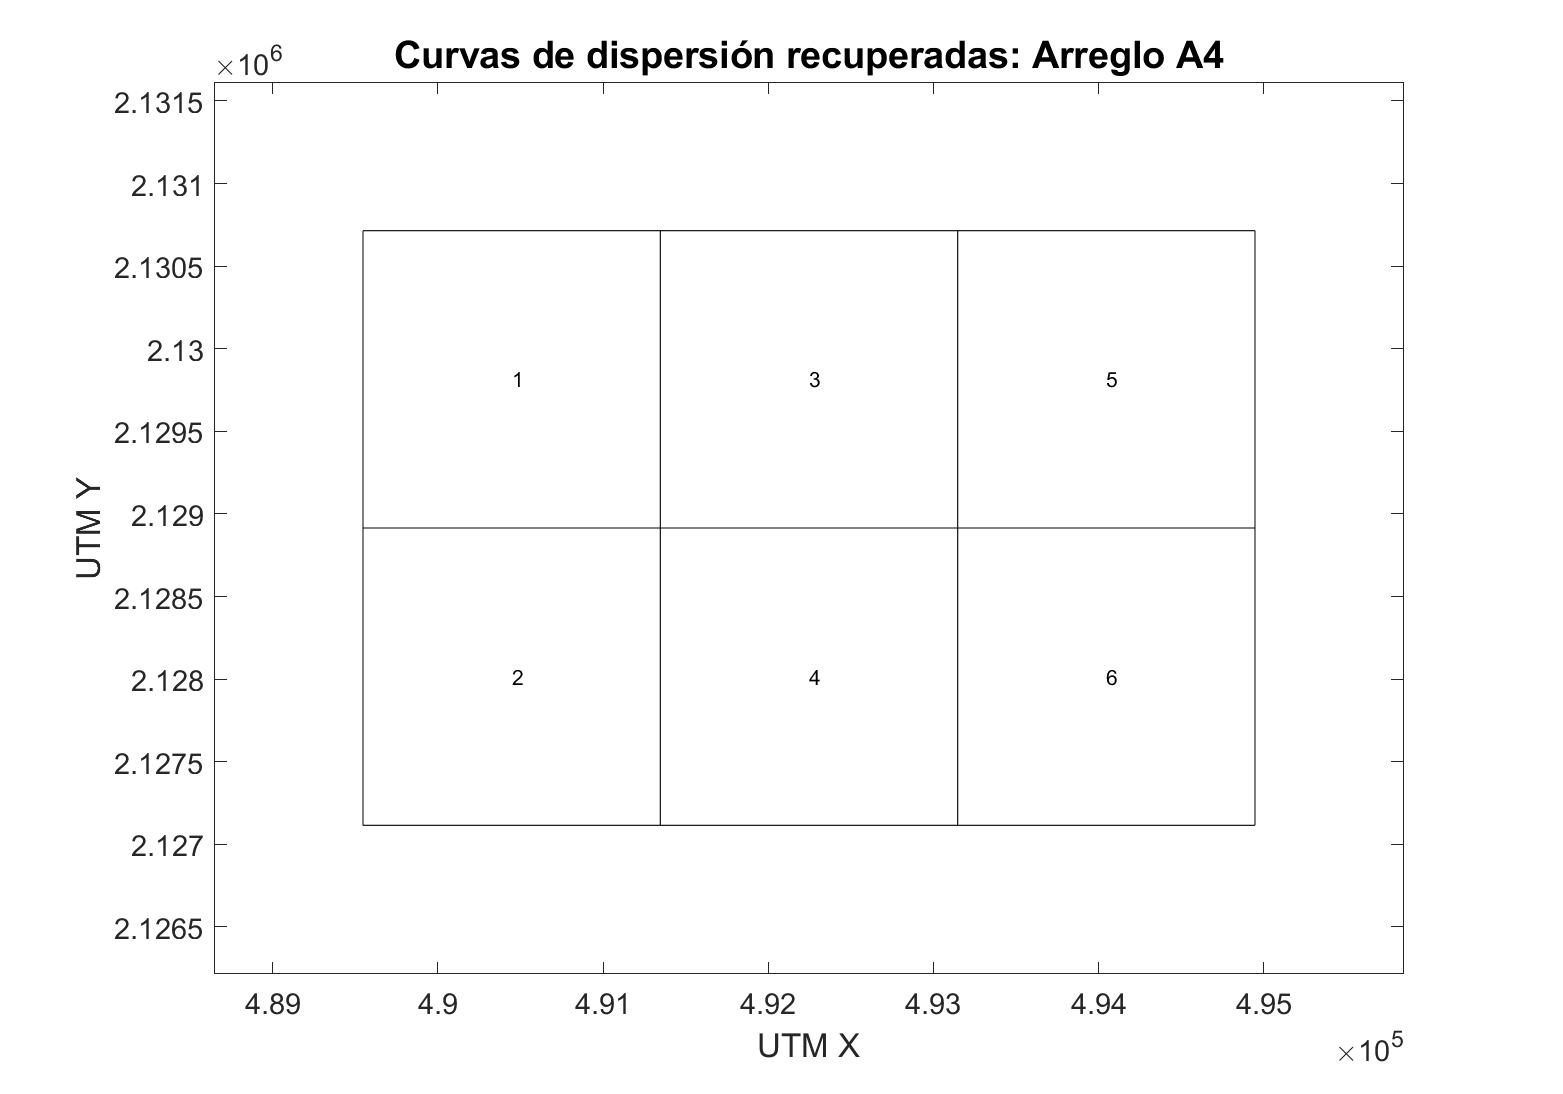 Curvas de dispersión recuperadas: Arreglo A4
×10^6
2.1315
2.131
2.1305
2.13
2.1295
2.129
2.1285
2.128
2.1275
2.127
2.1265
UTM Y
1 3 5
2 4 6
4.89 4.9 4.91 4.92 4.93 4.94 4.95
UTM X
×10^5